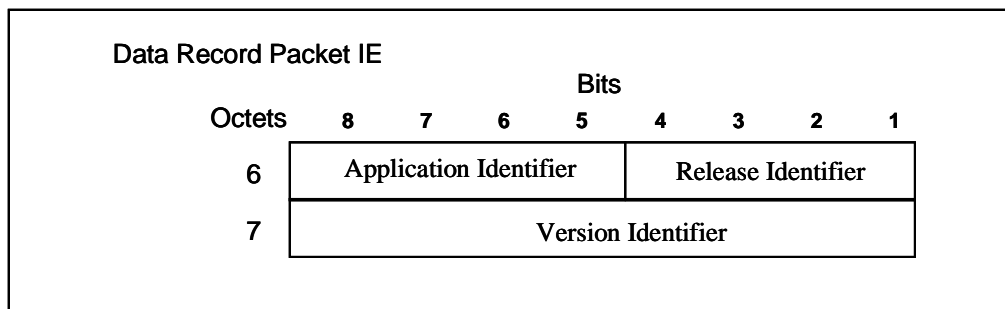 Data Record Packet IE
Bits
Octets 8 7 6 5 4 3 2 1
6 Application Identifier Release Identifier
7 Version Identifier